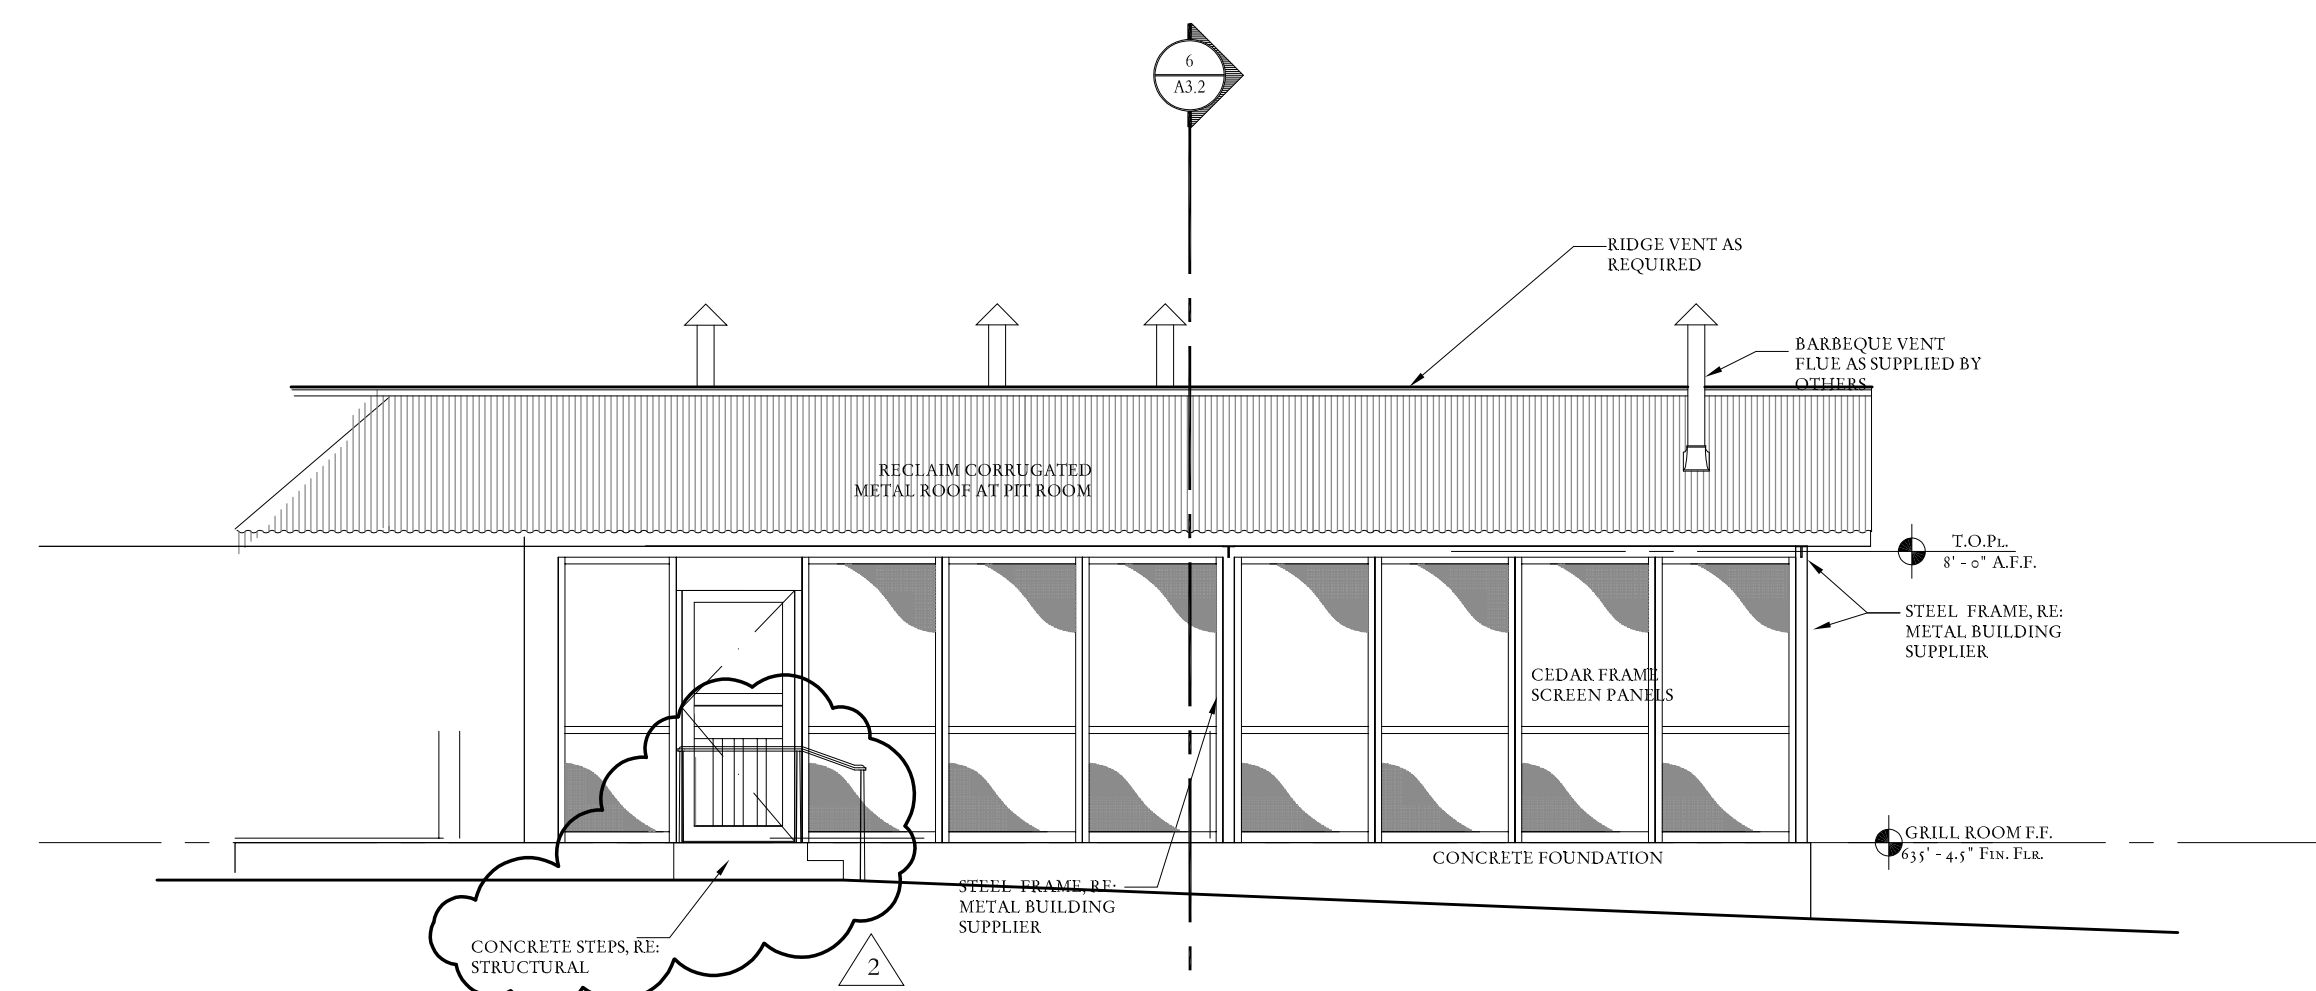 6
A3.2
RIDGE VENT AS
REQUIRED
BARBEQUE VENT
FLUE AS SUPPLIED BY
OTHERS
RECLAIM CORRUGATED
METAL ROOF AT PIT ROOM
T.O.PL.
8' - 0" A.F.F.
STEEL FRAME, RE:
METAL BUILDING
SUPPLIER
CEDAR FRAME
SCREEN PANELS
GRILL ROOM F.F.
635' - 4.5" FIN. FLR.
CONCRETE FOUNDATION
STEEL FRAME, RE:
METAL BUILDING
SUPPLIER
CONCRETE STEPS, RE:
STRUCTURAL
2